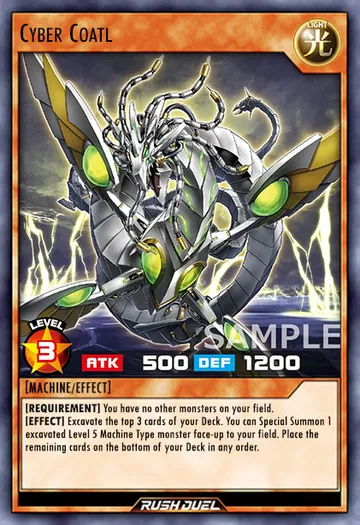 CYBER COATL
LIGHT
光
SAMPLE
LEVEL
3
ATK 500 DEF 1200
[MACHINE/EFFECT]
[REQUIREMENT] You have no other monsters on your field.
[EFFECT] Excavate the top 3 cards of your Deck. You can Special Summon 1
excavated Level 5 Machine Type monster face-up to your field. Place the
remaining cards on the bottom of your Deck in any order.
RUSH DUEL